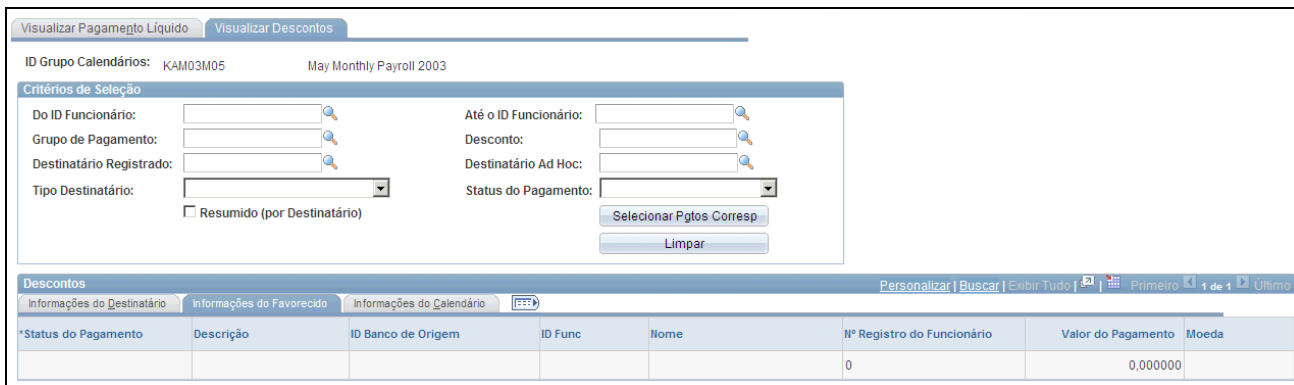 Visualizar Pagamento Líquido Visualizar Descontos
ID Grupo Calendários: KAM03M05 May Monthly Payroll 2003
Critérios de Seleção
Do ID Funcionário: Até o ID Funcionário:
Grupo de Pagamento: Desconto:
Destinatário Registrado: Destinatário Ad Hoc:
Tipo Destinatário: Status do Pagamento:
Resumido (por Destinatário) Selecionar Pgtos Corresp
Limpar
Descontos Personalizar | Buscar | Exibir Tudo | | Primeiro 1 de 1 Último
Informações do Destinatário Informações do Favorecido Informações do Calendário
*Status do Pagamento Descrição ID Banco de Origem ID Func Nome Nº Registro do Funcionário Valor do Pagamento Moeda
0 0,000000